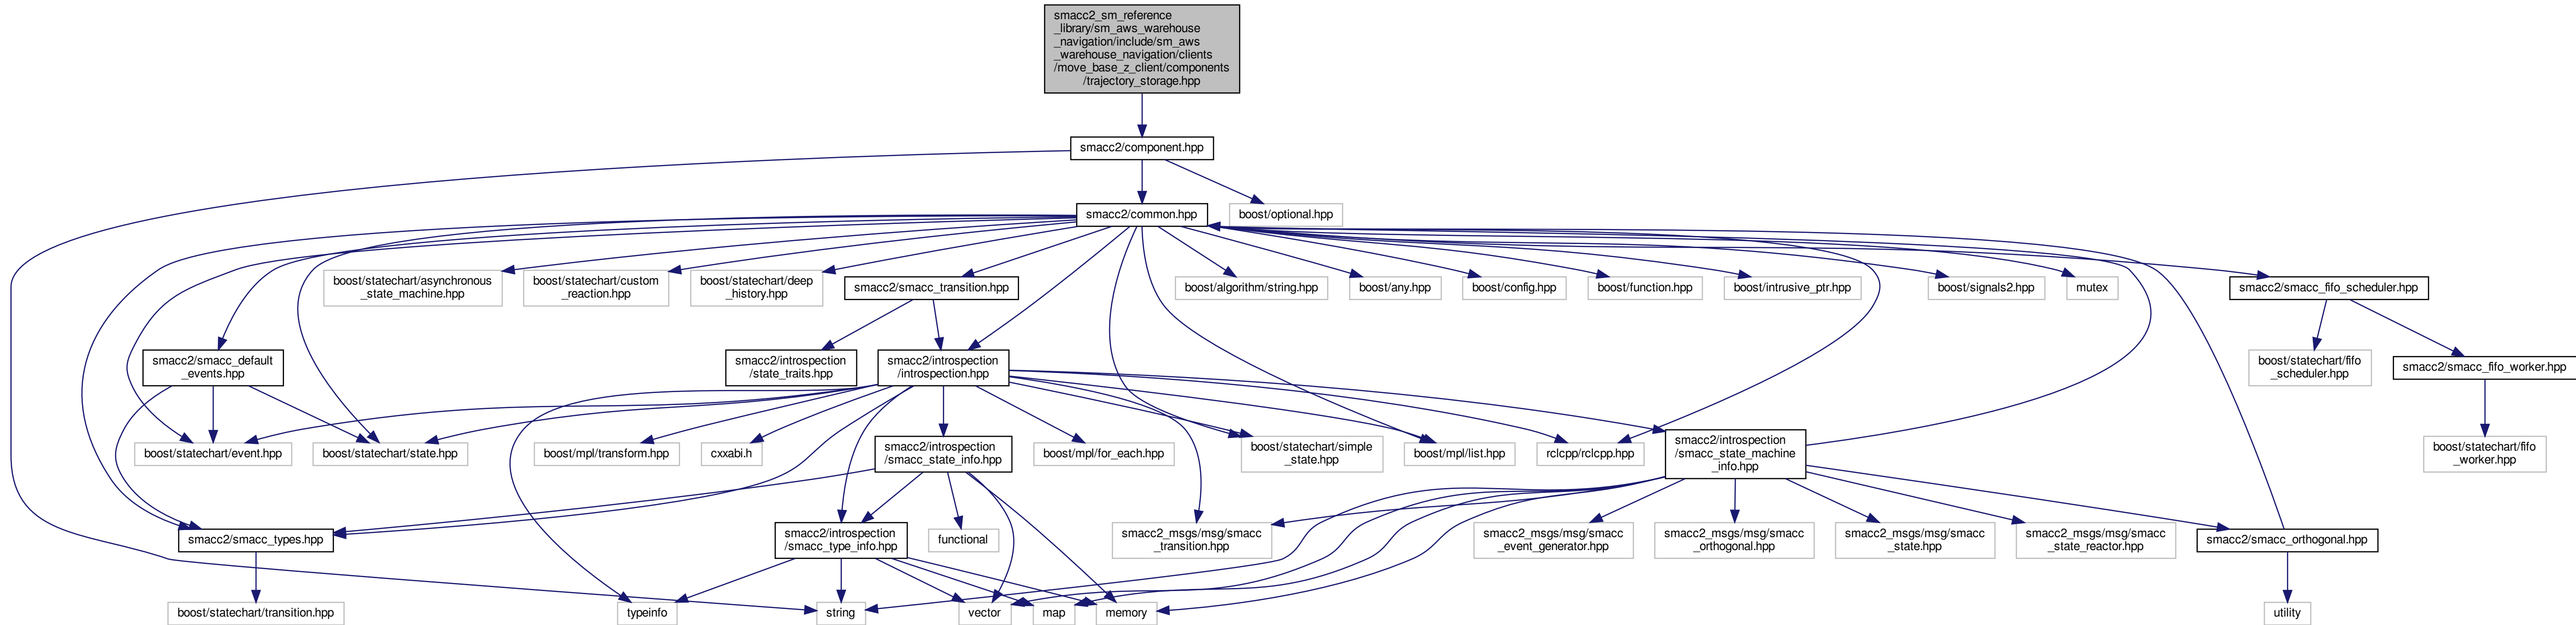 smacc2_sm_reference
_library/sm_aws_warehouse
_navigation/include/sm_aws
_warehouse_navigation/clients
/move_base_z_client/components
/trajectory_storage.hpp
smacc2/component.hpp
smacc2/common.hpp
boost/optional.hpp
boost/statechart/asynchronous
_state_machine.hpp
boost/statechart/custom
_reaction.hpp
boost/statechart/deep
_history.hpp
smacc2/smacc_transition.hpp
boost/algorithm/string.hpp
boost/any.hpp
boost/config.hpp
boost/function.hpp
boost/intrusive_ptr.hpp
boost/signals2.hpp
mutex
smacc2/smacc_fifo_scheduler.hpp
smacc2/smacc_default
_events.hpp
smacc2/introspection
/state_traits.hpp
smacc2/introspection
/introspection.hpp
boost/statechart/fifo
_scheduler.hpp
smacc2/smacc_fifo_worker.hpp
boost/statechart/event.hpp
boost/statechart/state.hpp
boost/mpl/transform.hpp
cxxabi.h
smacc2/introspection
/smacc_state_info.hpp
boost/mpl/for_each.hpp
boost/statechart/simple
_state.hpp
boost/mpl/list.hpp
rclcpp/rclcpp.hpp
smacc2/introspection
/smacc_state_machine
_info.hpp
boost/statechart/fifo
_worker.hpp
smacc2/smacc_types.hpp
smacc2/introspection
/smacc_type_info.hpp
functional
smacc2_msgs/msg/smacc
_transition.hpp
smacc2_msgs/msg/smacc
_event_generator.hpp
smacc2_msgs/msg/smacc
_orthogonal.hpp
smacc2_msgs/msg/smacc
_state.hpp
smacc2_msgs/msg/smacc
_state_reactor.hpp
smacc2/smacc_orthogonal.hpp
boost/statechart/transition.hpp
typeinfo
string
vector
map
memory
utility